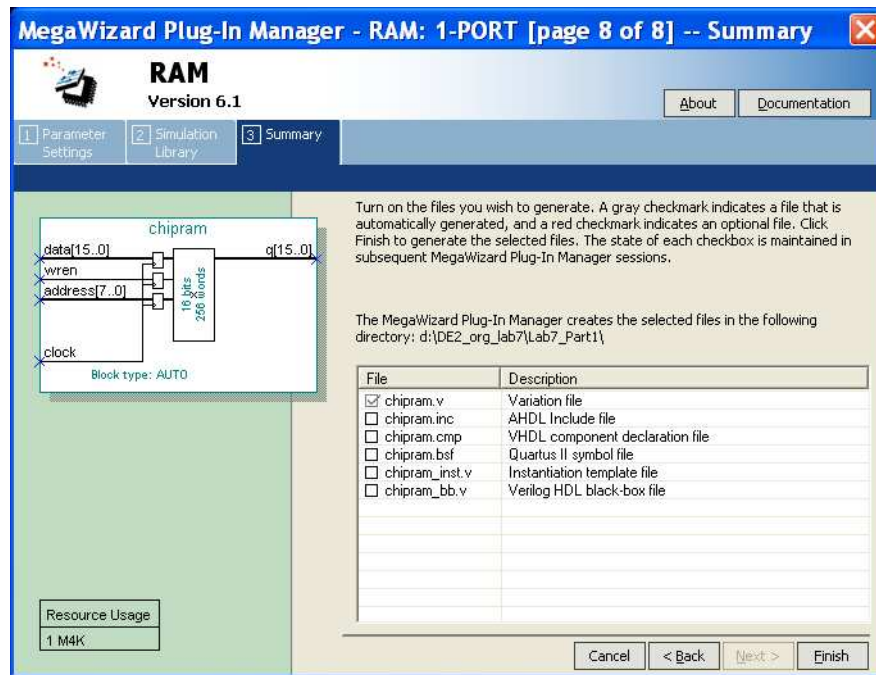 MegaWizard Plug-In Manager - RAM: 1-PORT [page 8 of 8] -- Summary
RAM
Version 6.1
About
Documentation
1 Parameter Settings
2 Simulation Library
3 Summary
chipram
data[15..0]
q[15..0]
wren
address[7..0]
16 bits
x
256 words
clock
Block type: AUTO
Turn on the files you wish to generate. A gray checkmark indicates a file that is
automatically generated, and a red checkmark indicates an optional file. Click
Finish to generate the selected files. The state of each checkbox is maintained in
subsequent MegaWizard Plug-In Manager sessions.
The MegaWizard Plug-In Manager creates the selected files in the following
directory: d:\DE2_org_lab7\Lab7_Part1\
File Description
chipram.v Variation file
chipram.inc AHDL Include file
chipram.cmp VHDL component declaration file
chipram.bsf Quartus II symbol file
chipram_inst.v Instantiation template file
chipram_bb.v Verilog HDL black-box file
Resource Usage
1 M4K
Cancel
< Back
Next >
Finish